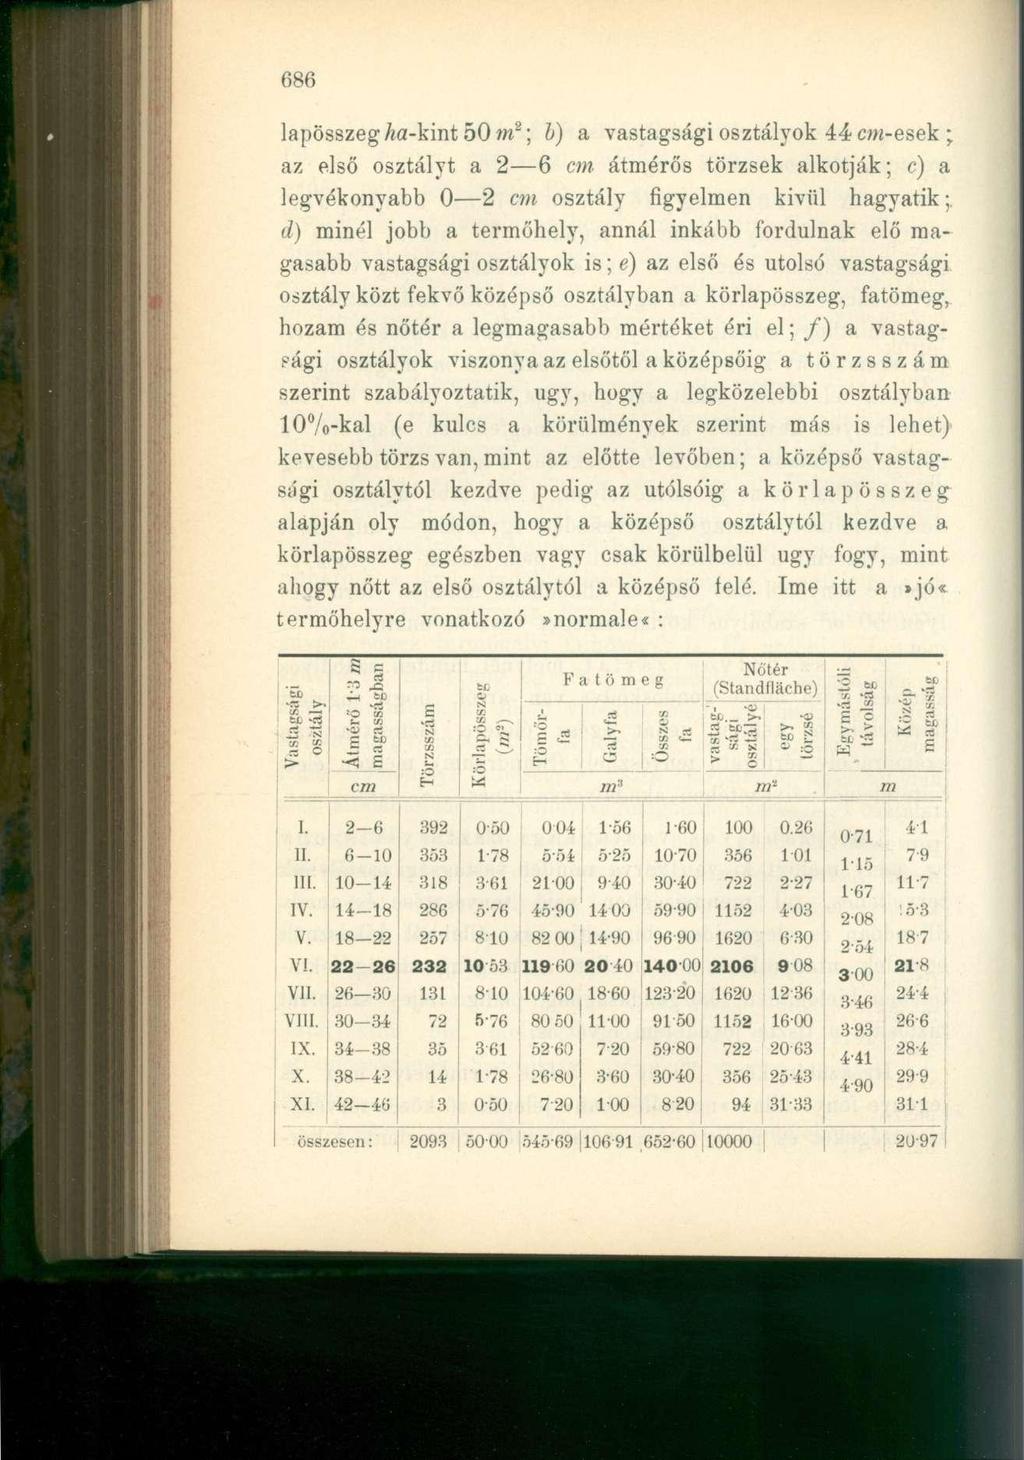 686
lapösszeg ha-kint 50 m²; b) a vastagsági osztályok 44 cm-esek;
az első osztályt a 2—6 cm átmérős törzsek alkotják; c) a
legvékonyabb 0—2 cm osztály figyelmen kivül hagyatik;
d) minél jobb a termőhely, annál inkább fordulnak elő ma-
gasabb vastagsági osztályok is; e) az első és utolsó vastagsági
osztály közt fekvő középső osztályban a körlapösszeg, fatömeg,
hozam és nőtér a legmagasabb mértéket éri el; f) a vastag-
sági osztályok viszonya az elsőtől a középsőig a törzsszám
szerint szabályoztatik, ugy, hogy a legközelebbi osztályban
10%-kal (e kulcs a körülmények szerint más is lehet)
kevesebb törzs van, mint az előtte levőben; a középső vastag-
sági osztálytól kezdve pedig az utólsóig a körlapösszeg
alapján oly módon, hogy a középső osztálytól kezdve a
körlapösszeg egészben vagy csak körülbelül ugy fogy, mint
ahogy nőtt az első osztálytól a középső felé. Ime itt a »jó«
termőhelyre vonatkozó »normale« :
Vastagsági osztály | Átmérő 1·3 m magasságban | Törzsszám | Körlapösszeg (m²) | Fatömeg | Nőtér (Standfläche) | Egymástóli távolság | Közép magasság
Tömör-fa | Galyfa | Összes fa | vastag-sági osztályé | egy törzsé
cm | m³ | m² | m
I. 2—6 392 0·50 0 04 1·56 1·60 100 0.26 0·71 4·1
II. 6—10 353 1·78 5·54 5·25 10·70 356 1·01 1·15 7·9
III. 10—14 318 3·61 21·00 9·40 30·40 722 2·27 1·67 11·7
IV. 14—18 286 5·76 45·90 14·00 59·90 1152 4·03 2·08 15·3
V. 18—22 257 8·10 82 00 14·90 96·90 1620 6·30 2·54 18·7
VI. 22—26 232 10·53 119·60 20·40 140·00 2106 9·08 3·00 21·8
VII. 26—30 131 8·10 104·60 18·60 123·20 1620 12·36 3·46 24·4
VIII. 30—34 72 5·76 80 50 11·00 91·50 1152 16·00 3·93 26·6
IX. 34—38 35 3·61 52·60 7·20 59·80 722 20·63 4·41 28·4
X. 38—42 14 1·78 26·80 3·60 30·40 356 25·43 4·90 29·9
XI. 42—46 3 0·50 7·20 1·00 8·20 94 31·33 31·1
összesen: 2093 50·00 545·69 106·91 652·60 10000 20·97